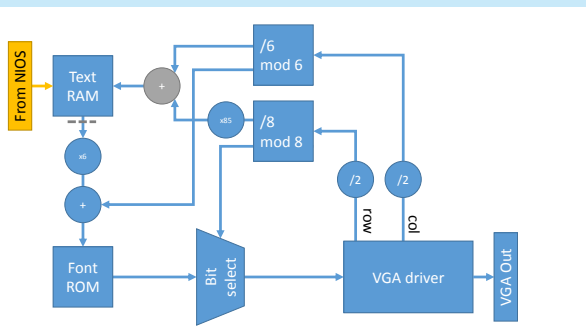 From NIOS
Text
RAM
+
/6
mod 6
x85
/8
mod 8
x6
+
/2
/2
row
col
Font
ROM
Bit
select
VGA driver
VGA Out